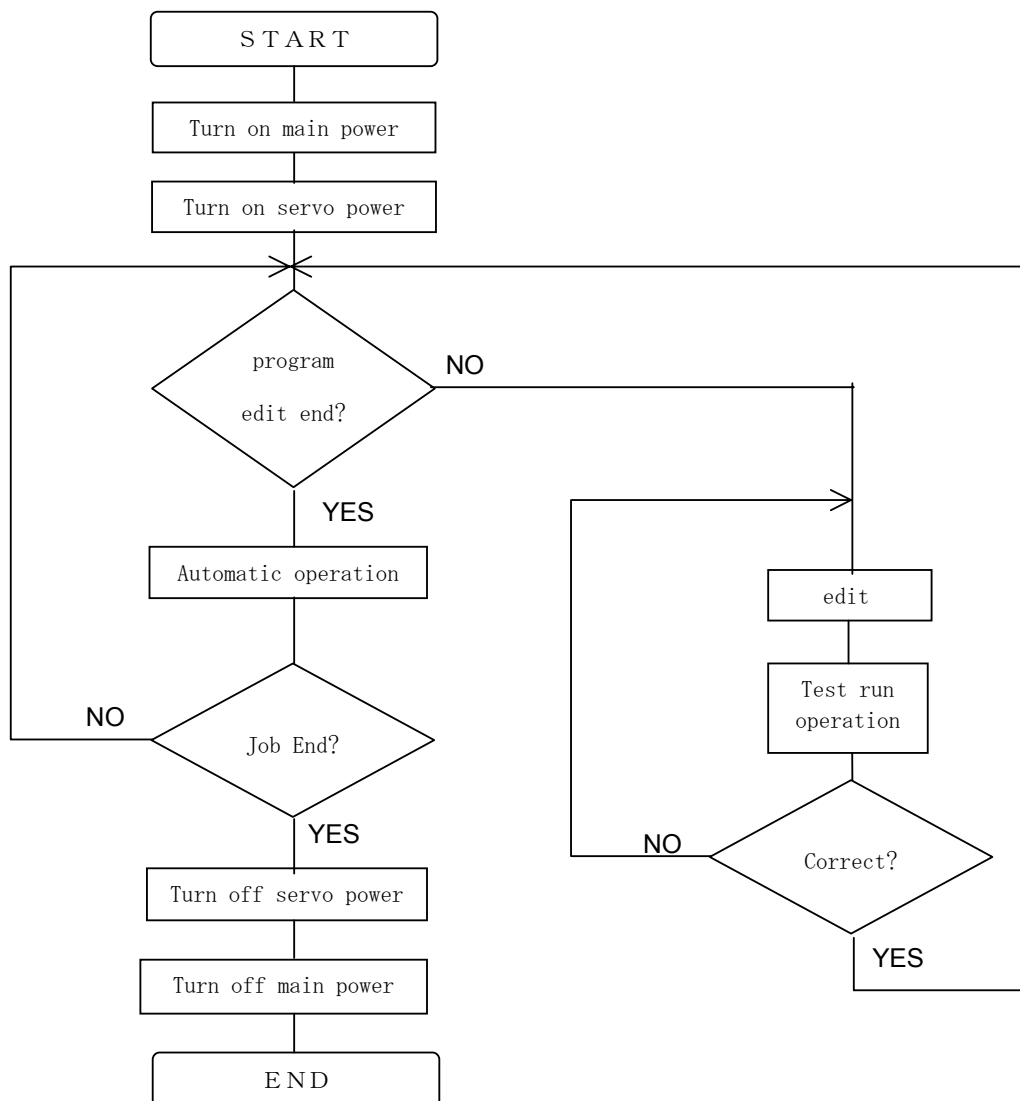 START
Turn on main power
Turn on servo power
program
edit end?
NO
YES
Automatic operation
NO
Job End?
YES
Turn off servo power
Turn off main power
END
edit
Test run
operation
NO
Correct?
YES